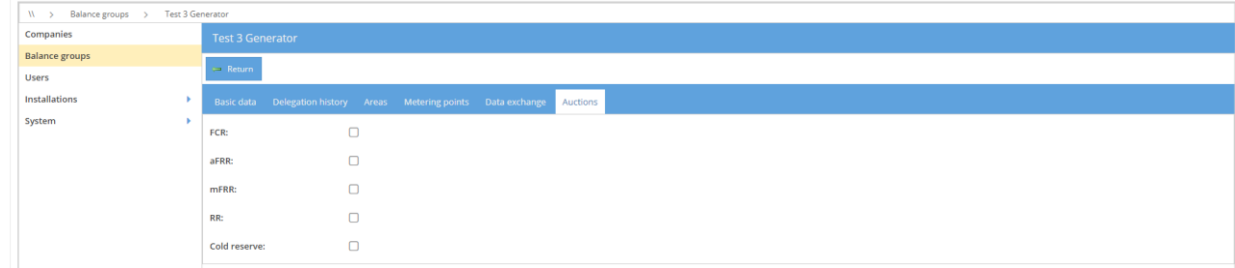 \\ > Balance groups > Test 3 Generator
Companies
Balance groups
Users
Installations
System
Test 3 Generator
Return
Basic data Delegation history Areas Metering points Data exchange Auctions
FCR:
aFRR:
mFRR:
RR:
Cold reserve: